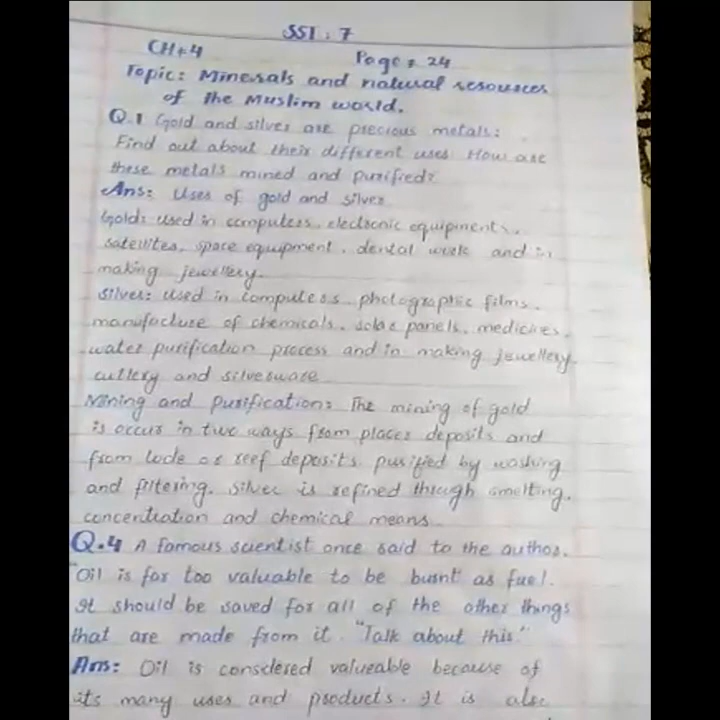 SST : 7
CH # 4 Page # 24
Topic: Minerals and natural resources
of the Muslim world.
Q.1 Gold and silver are precious metals:
Find out about their different uses. How are
these metals mined and purified?
Ans: Uses of gold and silver
Gold: used in computers, electronic equipments,
satellites, space equipment, dental work and in
making jewellery.
Silver: used in computers photographic films,
manufacture of chemicals, solar panels, medicines,
water purification process and in making jewellery
cutlery and silverware
Mining and Purification: The mining of gold
is occur in two ways from placer deposits and
from lode or reef deposits purified by washing
and filtering. Silver is refined through smelting,
concentration and chemical means.
Q.4 A famous scientist once said to the author.
"Oil is far too valuable to be burnt as fuel.
It should be saved for all of the other things
that are made from it. "Talk about this."
Ans: Oil is considered valueable because of
its many uses and products. It is also